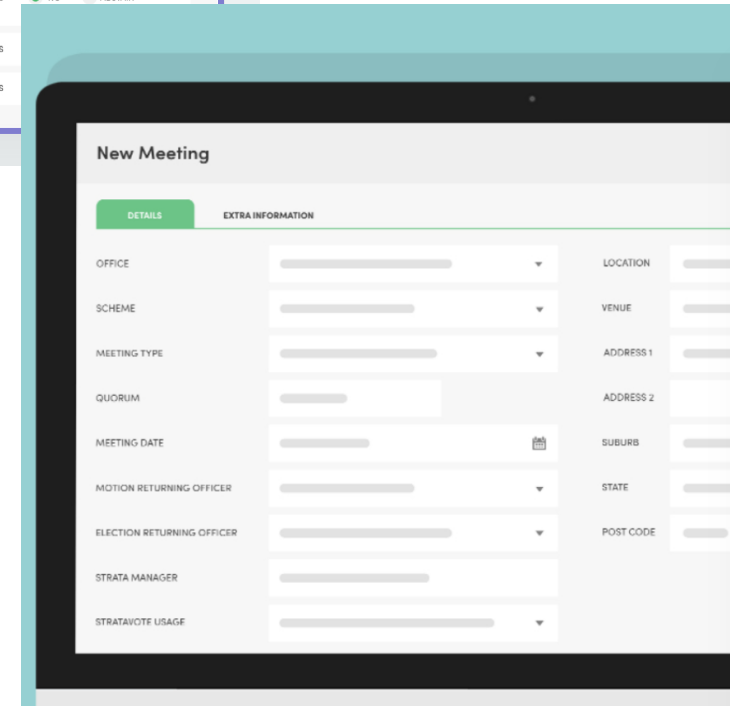 New Meeting
DETAILS
EXTRA INFORMATION
OFFICE
SCHEME
MEETING TYPE
QUORUM
MEETING DATE
MOTION RETURNING OFFICER
ELECTION RETURNING OFFICER
STRATA MANAGER
STRATAVOTE USAGE
LOCATION
VENUE
ADDRESS 1
ADDRESS 2
SUBURB
STATE
POST CODE